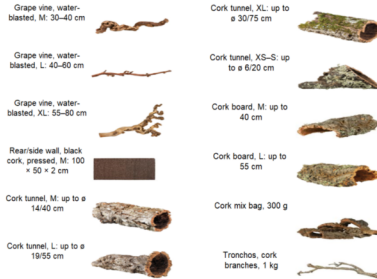 Grape vine, water-
blasted, M: 30–40 cm
Grape vine, water-
blasted, L: 40–60 cm
Grape vine, water-
blasted, XL: 55–80 cm
Rear/side wall, black
cork, pressed, M: 100
× 50 × 2 cm
Cork tunnel, M: up to ø
14/40 cm
Cork tunnel, L: up to ø
19/55 cm
Cork tunnel, XL: up to
ø 30/75 cm
Cork tunnel, XS–S: up
to ø 6/20 cm
Cork board, M: up to
40 cm
Cork board, L: up to
55 cm
Cork mix bag, 300 g
Tronchos, cork
branches, 1 kg